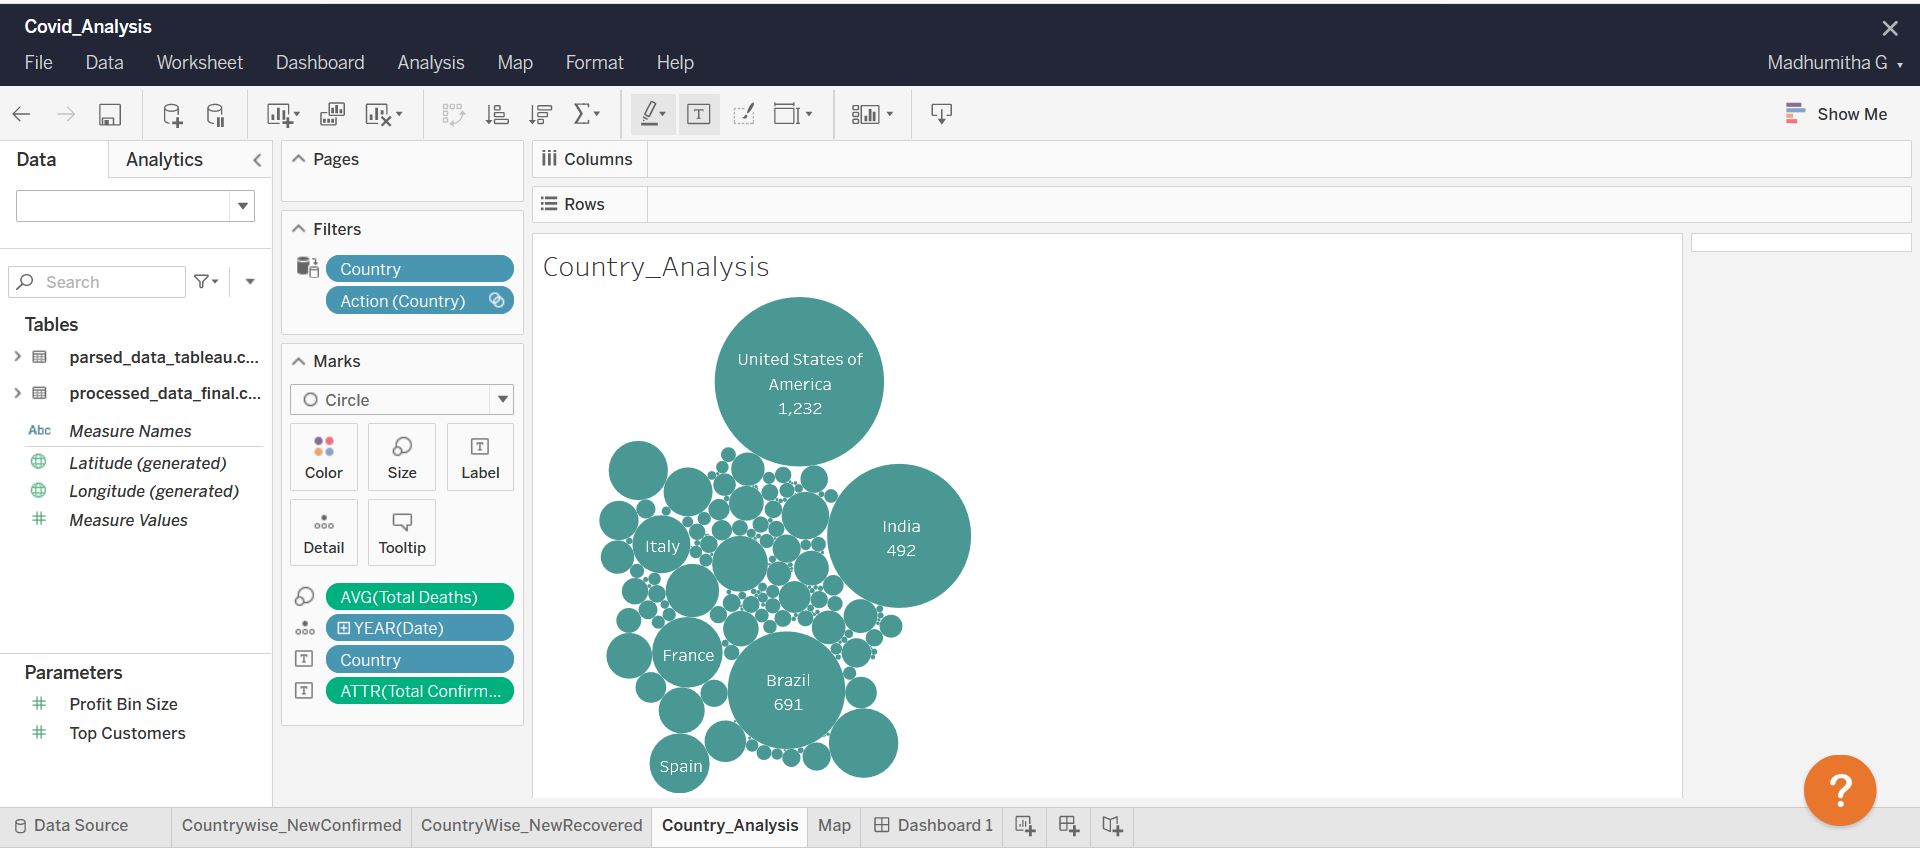 Covid_Analysis
File Data Worksheet Dashboard Analysis Map Format Help
Madhumitha G
Show Me
Data Analytics
Search
Tables
parsed_data_tableau.c...
processed_data_final.c...
Abc Measure Names
Latitude (generated)
Longitude (generated)
Measure Values
Parameters
Profit Bin Size
Top Customers
Pages
Filters
Country
Action (Country)
Marks
Circle
Color Size Label
Detail Tooltip
AVG(Total Deaths)
YEAR(Date)
Country
ATTR(Total Confirm...
Columns
Rows
Country_Analysis
United States of
America
1,232
India
492
Italy
France
Brazil
691
Spain
?
Data Source Countrywise_NewConfirmed CountryWise_NewRecovered Country_Analysis Map Dashboard 1